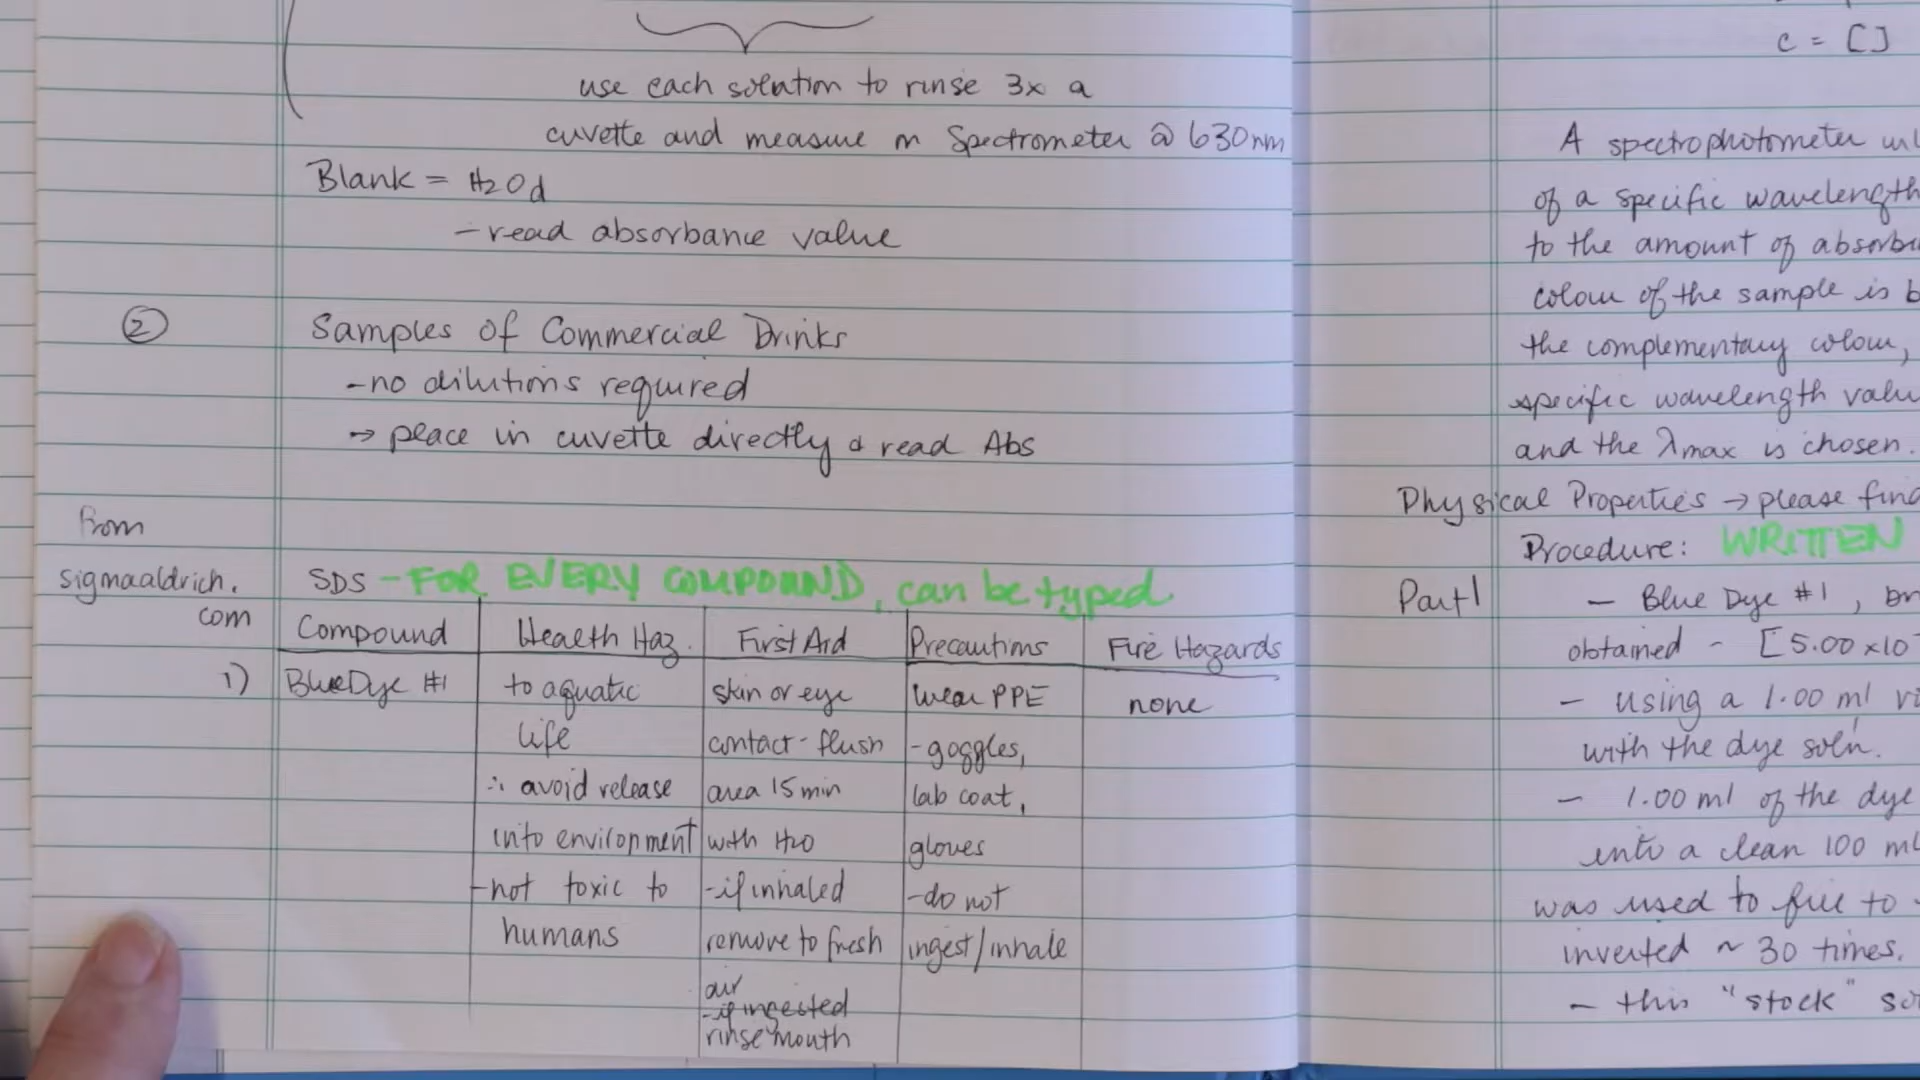 use each solution to rinse 3x a
cuvette and measure on Spectrometer @ 630nm
Blank = H2Od
- read absorbance value
② Samples of Commercial Drinks
- no dilutions required
→ place in cuvette directly & read Abs
From
sigmaaldrich.
com
SDS - FOR EVERY COMPOUND, can be typed
Compound Health Haz. First Aid Precautions Fire Hazards
1) Blue Dye #1 to aquatic skin or eye wear PPE none
life contact - flush - goggles,
∴ avoid release area 15 min lab coat,
into environment with H2O gloves
- not toxic to - if inhaled - do not
humans remove to fresh ingest/inhale
air
- if ingested
rinse mouth
c = []
A spectrophotometer
of a specific wavelength
to the amount of
colour of the sample is
the complementary colour,
specific wavelength
and the λmax is chosen.
Physical Properties → please
Procedure: WRITTEN
Part 1 - Blue Dye #1,
obtained - [5.00 x10
- using a 1.00 ml
with the dye soln.
- 1.00 ml of the dye
into a clean 100
was used to fill to
inverted ~ 30 times.
- this "stock"